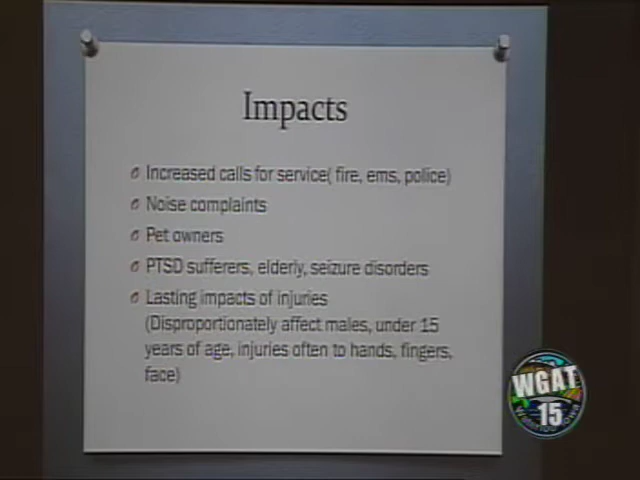 Impacts
Increased calls for service( fire, ems, police)
Noise complaints
Pet owners
PTSD sufferers, elderly, seizure disorders
Lasting impacts of injuries
(Disproportionately affect males, under 15
years of age, injuries often to hands, fingers,
face)
WGAT
15